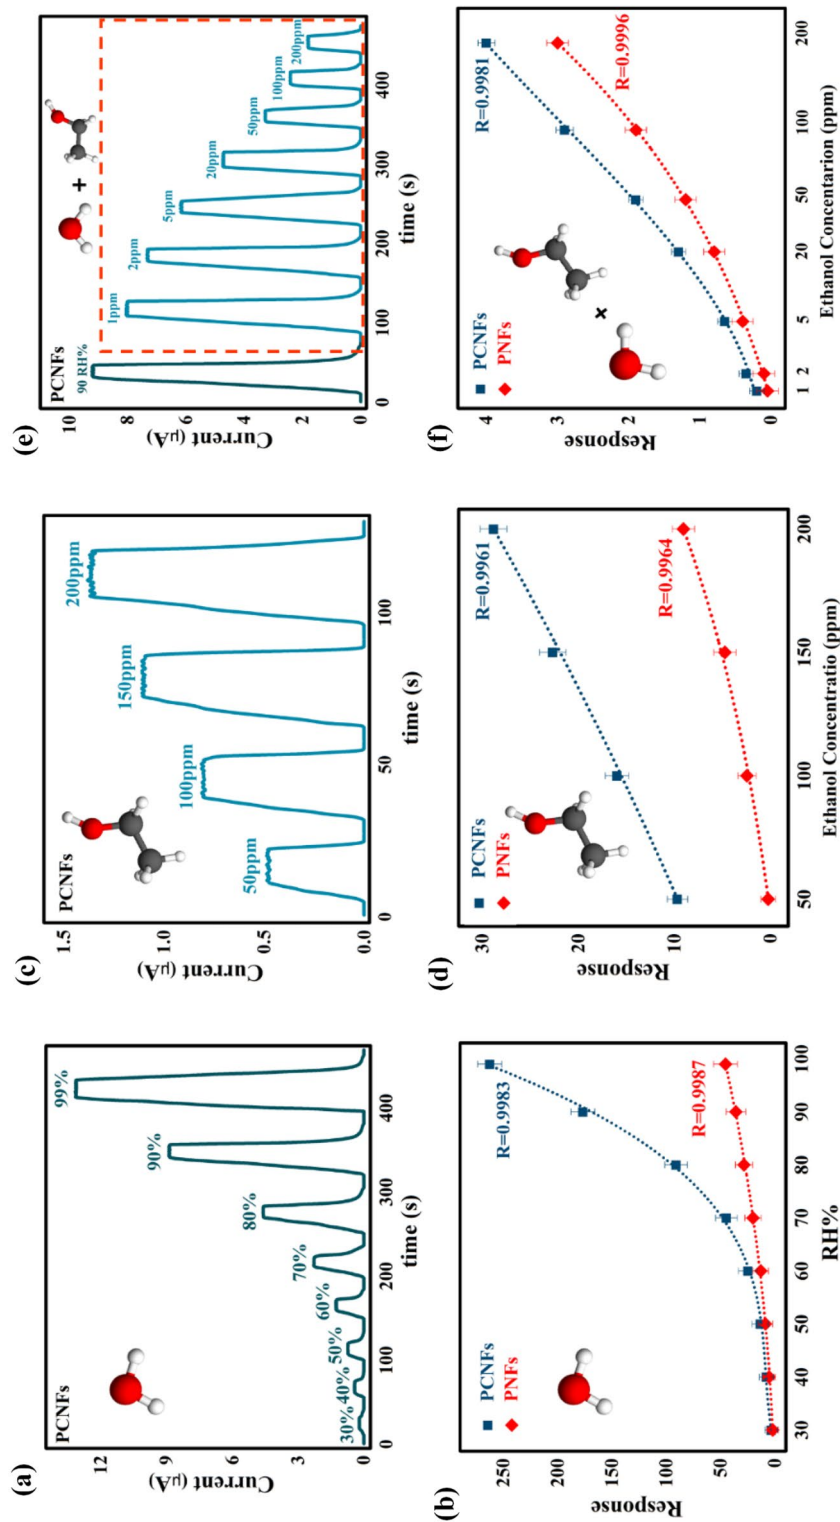 (a)
PCNFs
12
9
6
3
0
Current (μA)
30%
40%
50%
60%
70%
80%
90%
99%
0
100
200
300
400
time (s)
(c)
PCNFs
1.5
1.0
0.5
0.0
Current (μA)
50ppm
100ppm
150ppm
200ppm
0
50
100
time (s)
(e)
PCNFs
90 RH%
+
10
8
6
4
2
0
Current (μA)
1ppm
2ppm
5ppm
20ppm
50ppm
100ppm
200ppm
0
100
200
300
400
time (s)
(b)
PCNFs
PNFs
250
200
150
100
50
0
Response
R=0.9983
R=0.9987
30
40
50
60
70
80
90
100
RH%
(d)
PCNFs
PNFs
30
20
10
0
Response
R=0.9961
R=0.9964
50
100
150
200
Ethanol Concentratio (ppm)
(f)
PCNFs
PNFs
+
4
3
2
1
0
Response
R=0.9981
R=0.9996
1
2
5
20
50
100
200
Ethanol Concentarion (ppm)